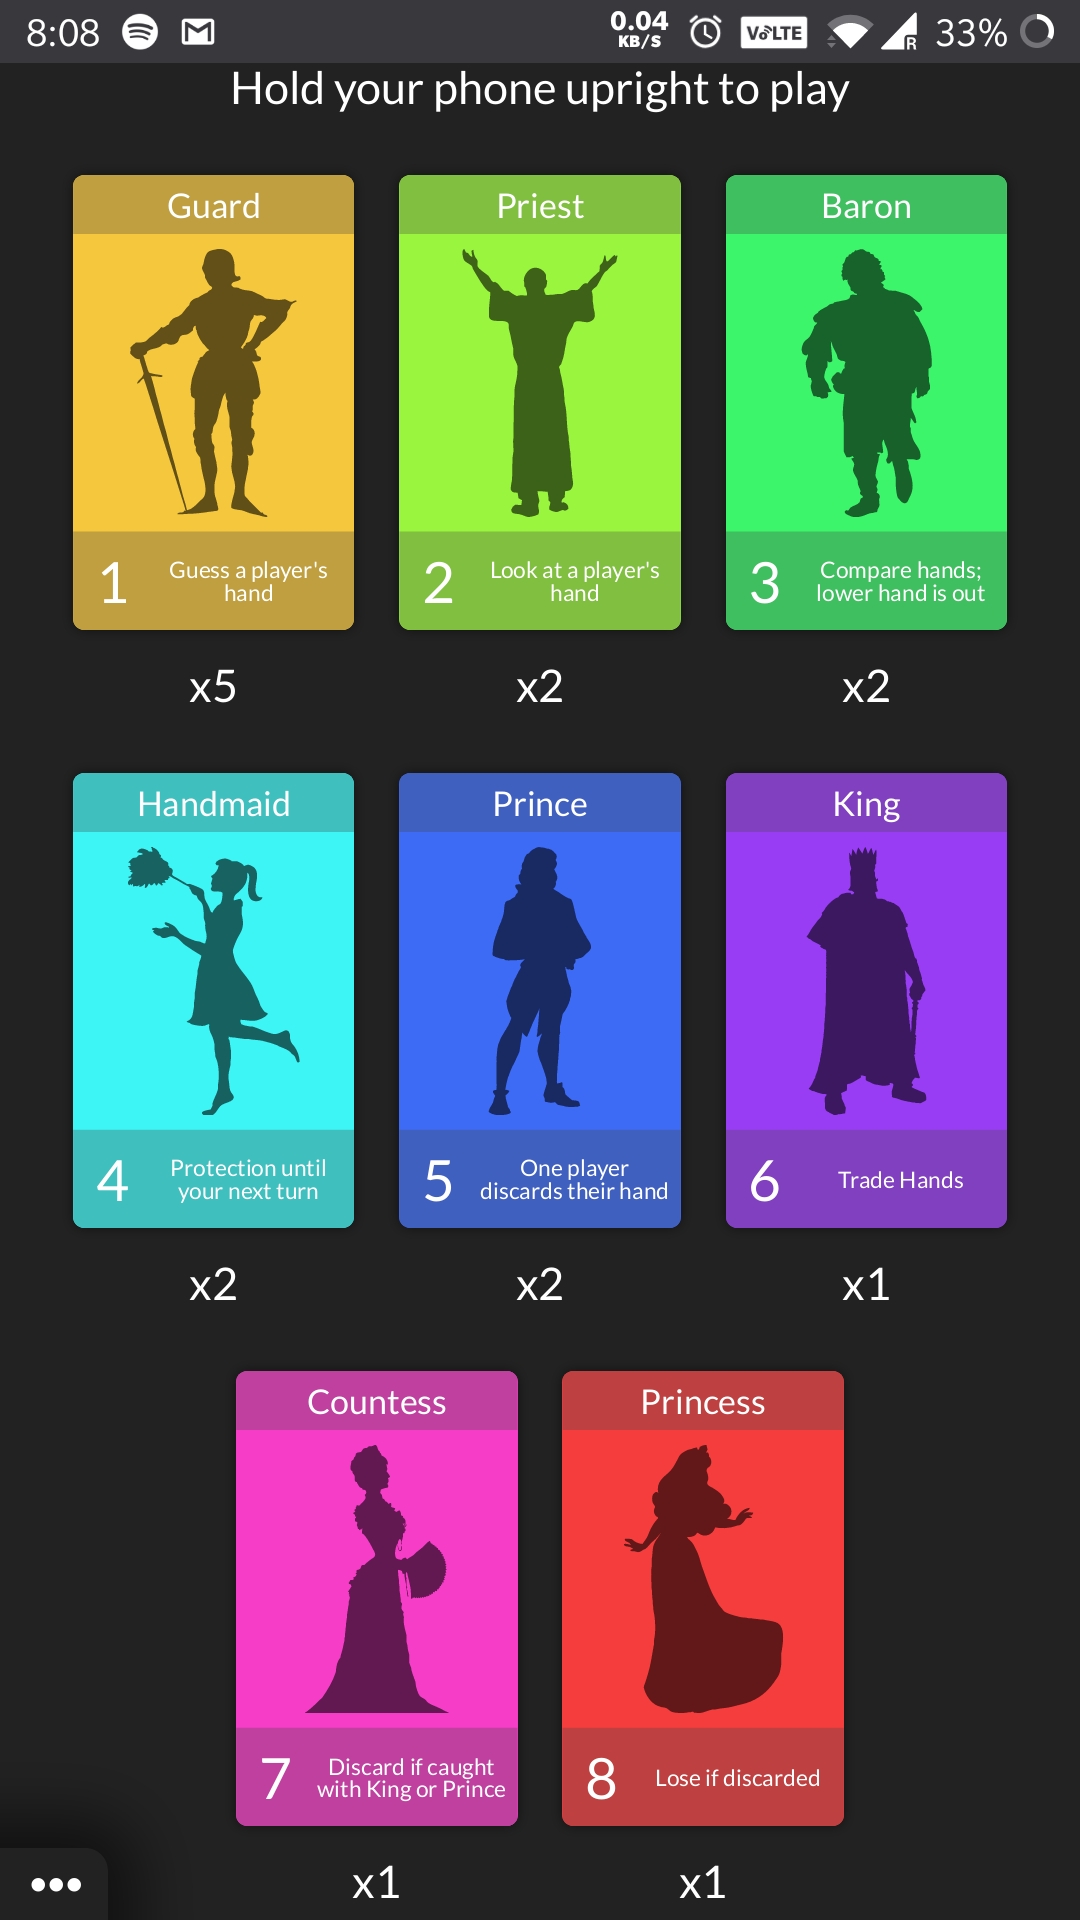 8:08 0.04 KB/S VoLTE R 33%
Hold your phone upright to play
Guard
Priest
Baron
1 Guess a player's
hand
2 Look at a player's
hand
3 Compare hands;
lower hand is out
x5
x2
x2
Handmaid
Prince
King
4 Protection until
your next turn
5 One player
discards their hand
6 Trade Hands
x2
x2
x1
Countess
Princess
7 Discard if caught
with King or Prince
8 Lose if discarded
x1
x1